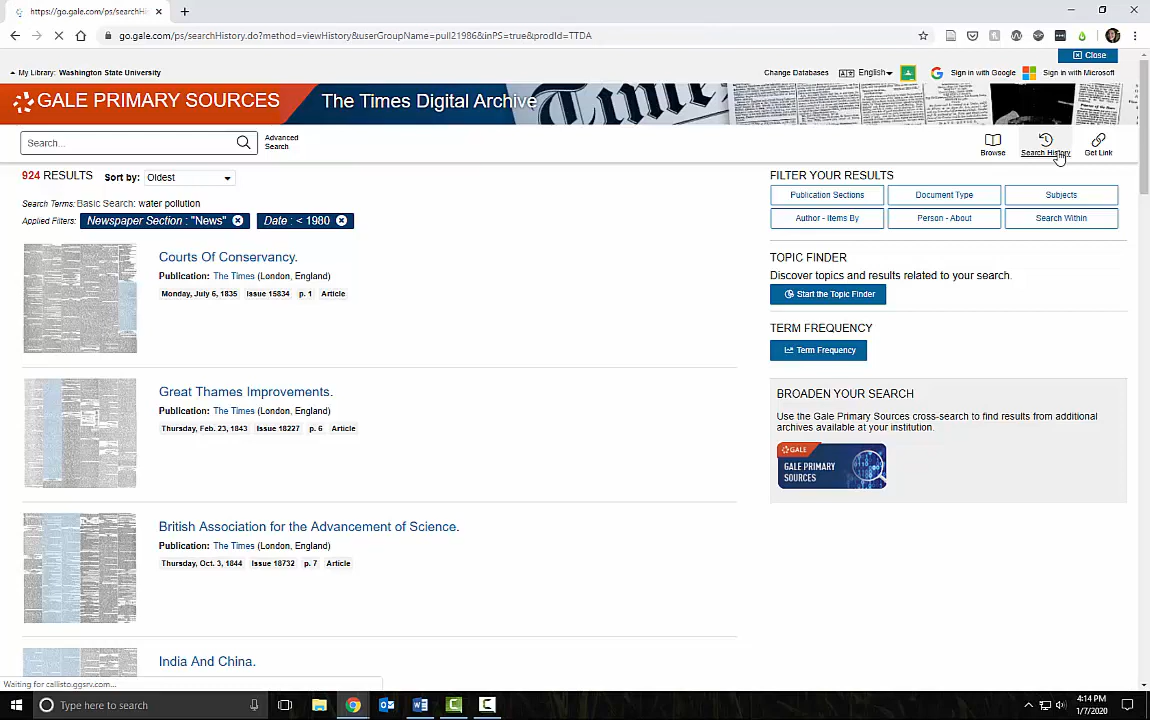 https://go.gale.com/ps/searchHi
go.gale.com/ps/searchHistory.do?method=viewHistory&userGroupName=pull21986&inPS=true&prodId=TTDA
Close
My Library: Washington State University
Change Databases
English
Sign in with Google
Sign in with Microsoft
GALE PRIMARY SOURCES
The Times Digital Archive
Search...
Advanced
Search
Browse
Search History
Get Link
924 RESULTS
Sort by: Oldest
Search Terms: Basic Search: water pollution
Applied Filters: Newspaper Section : "News" Date : < 1980
Courts Of Conservancy.
Publication: The Times (London, England)
Monday, July 6, 1835 Issue 15834 p. 1 Article
Great Thames Improvements.
Publication: The Times (London, England)
Thursday, Feb. 23, 1843 Issue 18227 p. 6 Article
British Association for the Advancement of Science.
Publication: The Times (London, England)
Thursday, Oct. 3, 1844 Issue 18732 p. 7 Article
India And China.
FILTER YOUR RESULTS
Publication Sections
Document Type
Subjects
Author - Items By
Person - About
Search Within
TOPIC FINDER
Discover topics and results related to your search.
Start the Topic Finder
TERM FREQUENCY
Term Frequency
BROADEN YOUR SEARCH
Use the Gale Primary Sources cross-search to find results from additional
archives available at your institution.
GALE
GALE PRIMARY
SOURCES
Waiting for callisto.ggsrv.com...
Type here to search
4:14 PM
1/7/2020